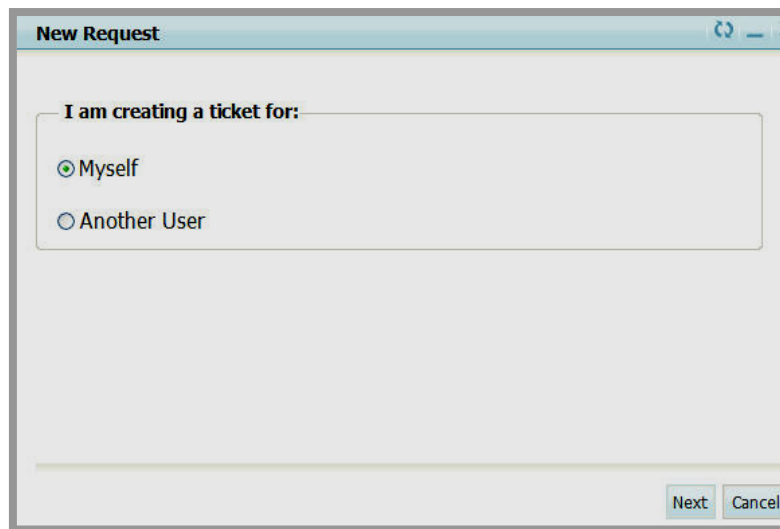 New Request
I am creating a ticket for:
Myself
Another User
Next Cancel